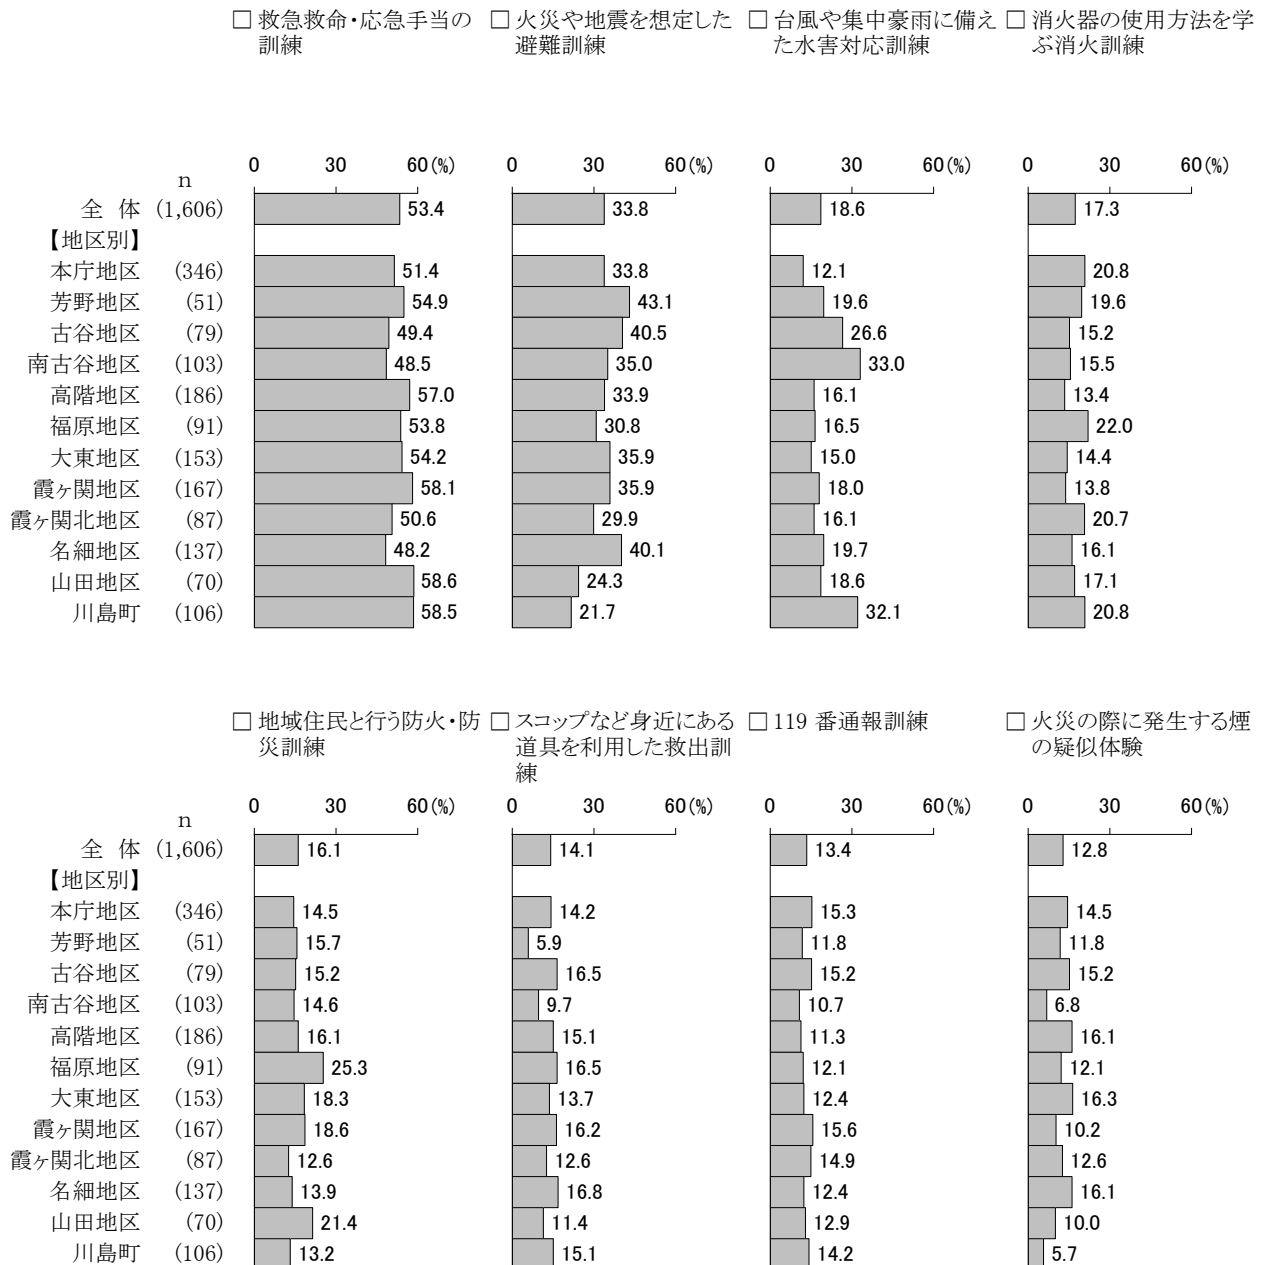 □ 救急救命・応急手当の訓練 □ 火災や地震を想定した避難訓練 □ 台風や集中豪雨に備えた水害対応訓練 □ 消火器の使用方法を学ぶ消火訓練
0 30 60(%) 0 30 60(%) 0 30 60(%) 0 30 60(%)
n
全 体 (1,606) 53.4 33.8 18.6 17.3
【地区別】
本庁地区 (346) 51.4 33.8 12.1 20.8
芳野地区 (51) 54.9 43.1 19.6 19.6
古谷地区 (79) 49.4 40.5 26.6 15.2
南古谷地区 (103) 48.5 35.0 33.0 15.5
高階地区 (186) 57.0 33.9 16.1 13.4
福原地区 (91) 53.8 30.8 16.5 22.0
大東地区 (153) 54.2 35.9 15.0 14.4
霞ヶ関地区 (167) 58.1 35.9 18.0 13.8
霞ヶ関北地区 (87) 50.6 29.9 16.1 20.7
名細地区 (137) 48.2 40.1 19.7 16.1
山田地区 (70) 58.6 24.3 18.6 17.1
川島町 (106) 58.5 21.7 32.1 20.8
□ 地域住民と行う防火・防災訓練 □ スコップなど身近にある道具を利用した救出訓練 □ 119 番通報訓練 □ 火災の際に発生する煙の疑似体験
0 30 60(%) 0 30 60(%) 0 30 60(%) 0 30 60(%)
n
全 体 (1,606) 16.1 14.1 13.4 12.8
【地区別】
本庁地区 (346) 14.5 14.2 15.3 14.5
芳野地区 (51) 15.7 5.9 11.8 11.8
古谷地区 (79) 15.2 16.5 15.2 15.2
南古谷地区 (103) 14.6 9.7 10.7 6.8
高階地区 (186) 16.1 15.1 11.3 16.1
福原地区 (91) 25.3 16.5 12.1 12.1
大東地区 (153) 18.3 13.7 12.4 16.3
霞ヶ関地区 (167) 18.6 16.2 15.6 10.2
霞ヶ関北地区 (87) 12.6 12.6 14.9 12.6
名細地区 (137) 13.9 16.8 12.4 16.1
山田地区 (70) 21.4 11.4 12.9 10.0
川島町 (106) 13.2 15.1 14.2 5.7